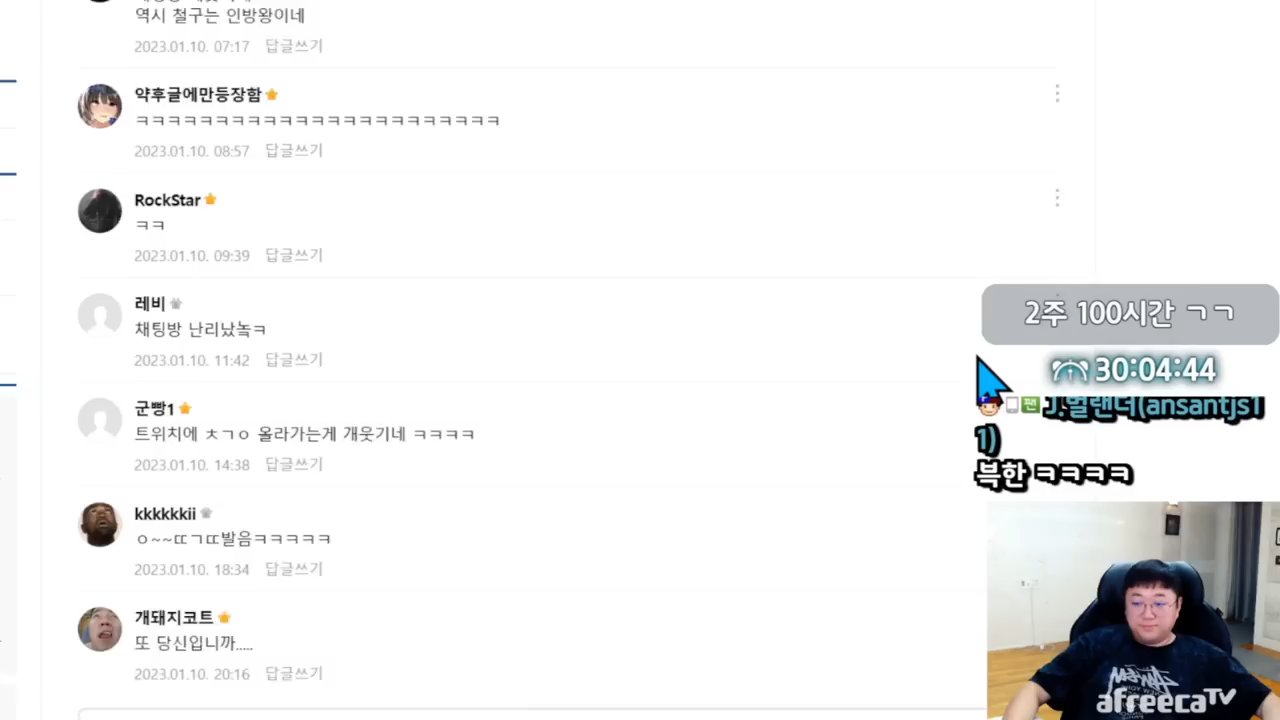 역시 철구는 인방왕이네
2023.01.10. 07:17 답글쓰기
약후글에만등장함
ㅋㅋㅋㅋㅋㅋㅋㅋㅋㅋㅋㅋㅋㅋㅋㅋㅋㅋㅋㅋㅋㅋㅋ
2023.01.10. 08:57 답글쓰기
RockStar
ㅋㅋ
2023.01.10. 09:39 답글쓰기
레비
채팅방 난리났놐ㅋ
2023.01.10. 11:42 답글쓰기
군빵1
트위치에 ㅊㄱㅇ 올라가는게 개웃기네 ㅋㅋㅋㅋ
2023.01.10. 14:38 답글쓰기
kkkkkkii
ㅇ~~ㄸㄱㄸ발음ㅋㅋㅋㅋㅋ
2023.01.10. 18:34 답글쓰기
개돼지코트
또 당신입니까.....
2023.01.10. 20:16 답글쓰기
2주 100시간 ㄱㄱ
30:04:44
팬 J.멀랜더(ansantjs1
1)
븍한 ㅋㅋㅋㅋ
afreecaTV